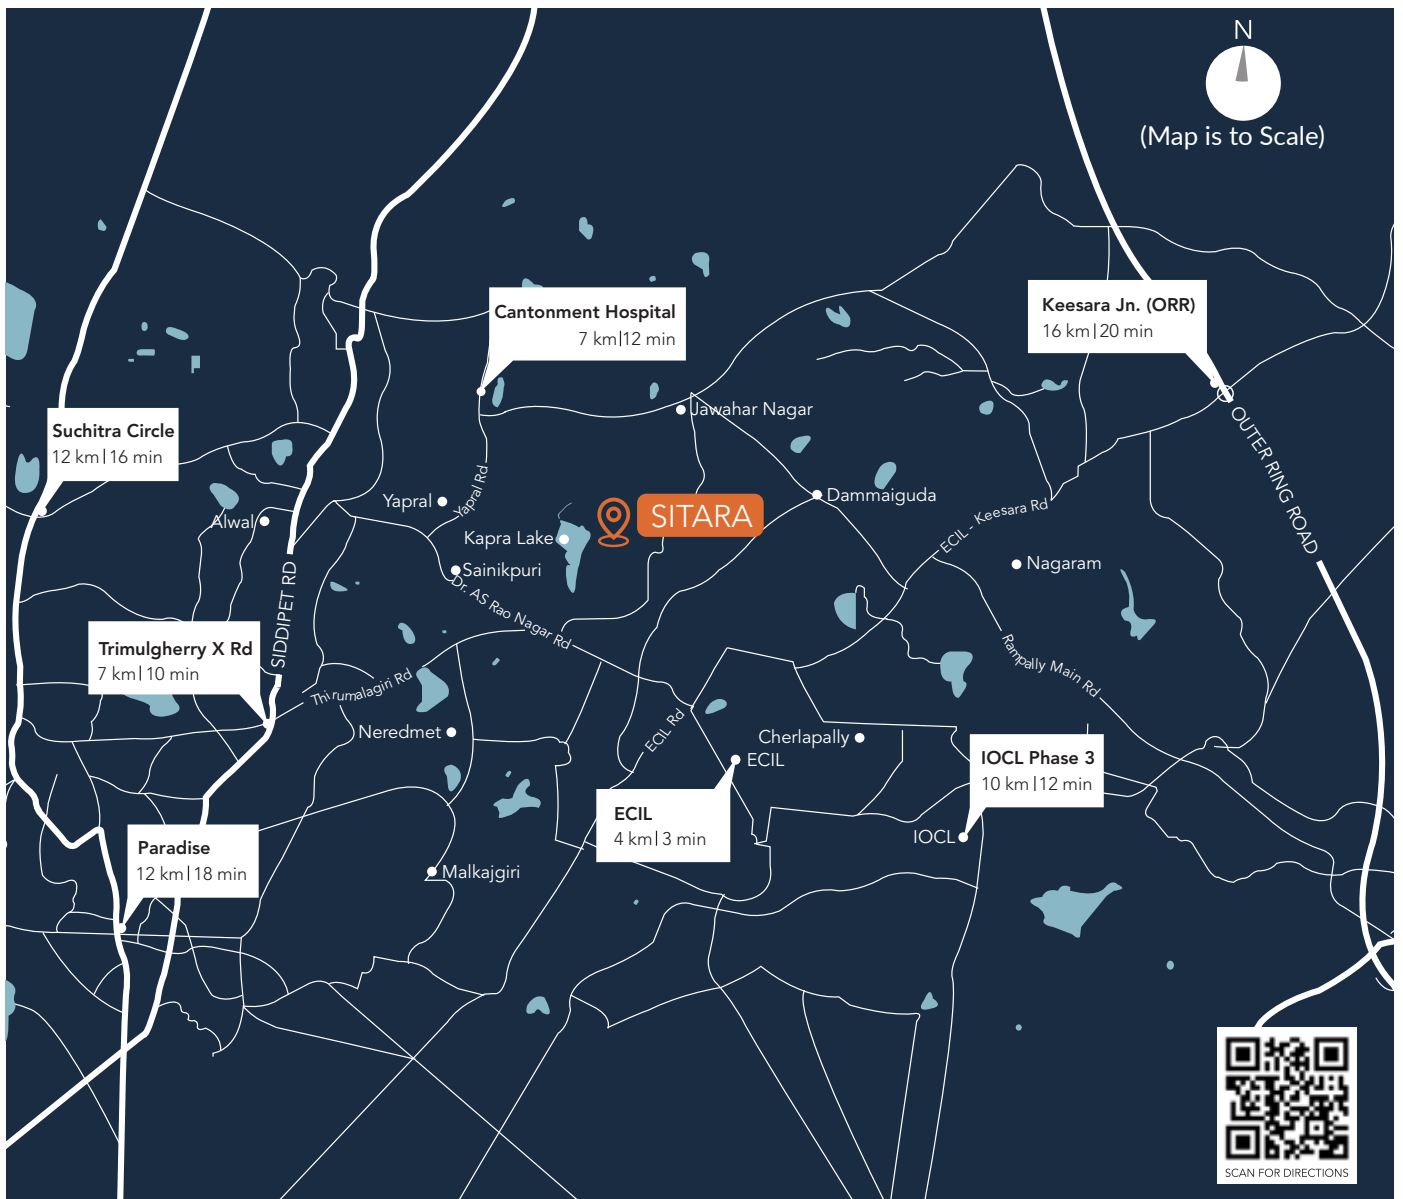 N
(Map is to Scale)
Keesara Jn. (ORR)
16 km|20 min
Cantonment Hospital
7 km|12 min
Jawahar Nagar
Suchitra Circle
12 km|16 min
OUTER RING ROAD
Yapral
Yapral Rd
Dammaiguda
SITARA
Alwal
ECIL - Keesara Rd
Kapra Lake
Sainikpuri
Nagaram
Dr. AS Rao Nagar Rd
SIDDIPET RD
Trimulgherry X Rd
7 km|10 min
Thirumalagiri Rd
Rampally Main Rd
Neredmet
ECIL Rd
Cherlapally
ECIL
IOCL Phase 3
10 km|12 min
ECIL
4 km|3 min
IOCL
Paradise
12 km|18 min
Malkajgiri
SCAN FOR DIRECTIONS